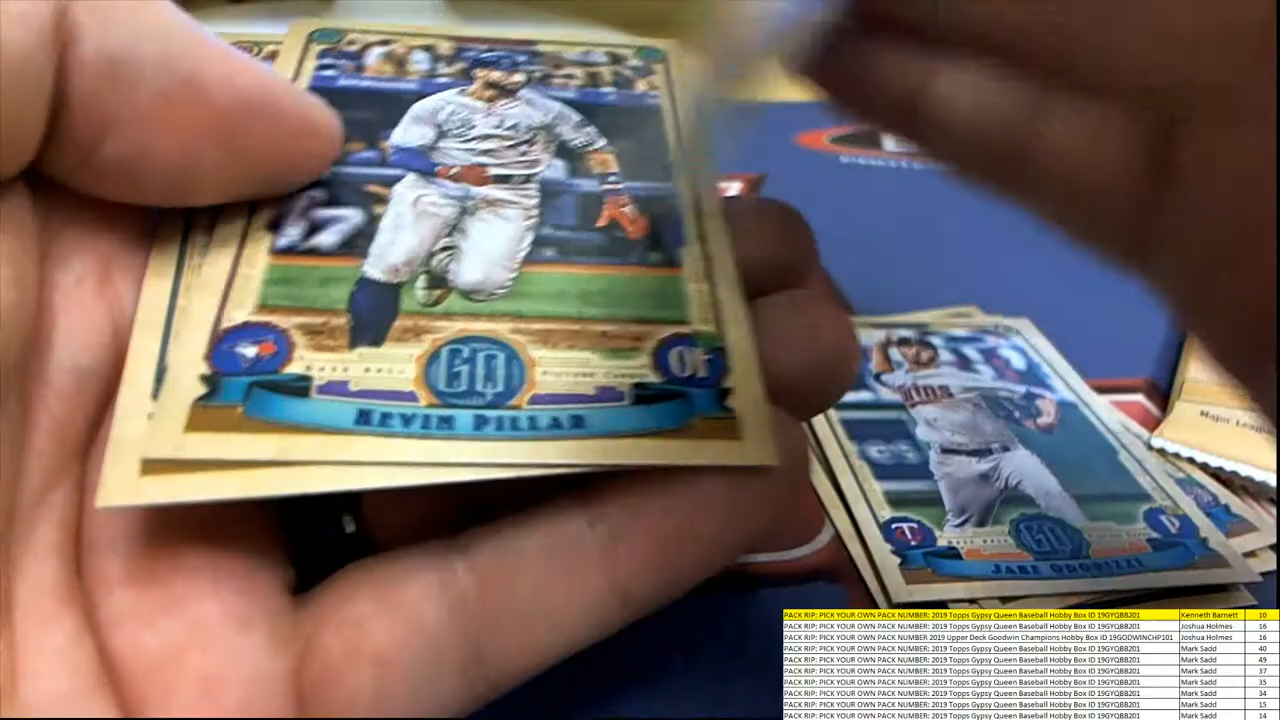 17
BASE BALL
GQ
PICTURE CARD
OF
KEVIN PILLAR
TWINS
T
BASE BALL
GQ
P
JAKE ODORIZZI
Major Leag
PACK RIP: PICK YOUR OWN PACK NUMBER: 2019 Topps Gypsy Queen Baseball Hobby Box ID 19GYQBB201 Kenneth Barnett 10
PACK RIP: PICK YOUR OWN PACK NUMBER: 2019 Topps Gypsy Queen Baseball Hobby Box ID 19GYQBB201 Joshua Holmes 16
PACK RIP: PICK YOUR OWN PACK NUMBER 2019 Upper Deck Goodwin Champions Hobby Box ID 19GODWINCHP101 Joshua Holmes 16
PACK RIP: PICK YOUR OWN PACK NUMBER: 2019 Topps Gypsy Queen Baseball Hobby Box ID 19GYQBB201 Mark Sadd 40
PACK RIP: PICK YOUR OWN PACK NUMBER: 2019 Topps Gypsy Queen Baseball Hobby Box ID 19GYQBB201 Mark Sadd 49
PACK RIP: PICK YOUR OWN PACK NUMBER: 2019 Topps Gypsy Queen Baseball Hobby Box ID 19GYQBB201 Mark Sadd 37
PACK RIP: PICK YOUR OWN PACK NUMBER: 2019 Topps Gypsy Queen Baseball Hobby Box ID 19GYQBB201 Mark Sadd 35
PACK RIP: PICK YOUR OWN PACK NUMBER: 2019 Topps Gypsy Queen Baseball Hobby Box ID 19GYQBB201 Mark Sadd 34
PACK RIP: PICK YOUR OWN PACK NUMBER: 2019 Topps Gypsy Queen Baseball Hobby Box ID 19GYQBB201 Mark Sadd 15
PACK RIP: PICK YOUR OWN PACK NUMBER: 2019 Topps Gypsy Queen Baseball Hobby Box ID 19GYQBB201 Mark Sadd 14